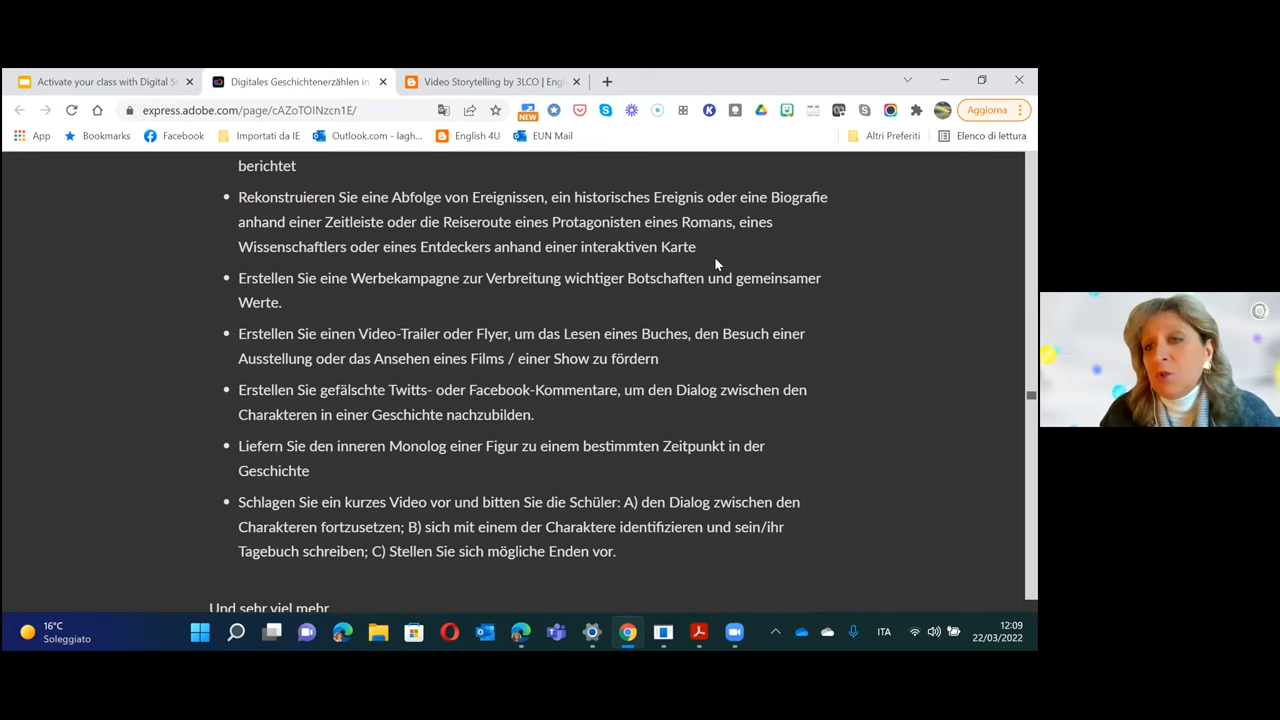 Activate your class with Digital St
Digitales Geschichtenerzählen in
Video Storytelling by 3LCO | Engl
express.adobe.com/page/cAZoTOINzcn1E/
NEW
Aggiorna
App
Bookmarks
Facebook
Importati da IE
Outlook.com - lagh...
English 4U
EUN Mail
Altri Preferiti
Elenco di lettura
berichtet
• Rekonstruieren Sie eine Abfolge von Ereignissen, ein historisches Ereignis oder eine Biografie
anhand einer Zeitleiste oder die Reiseroute eines Protagonisten eines Romans, eines
Wissenschaftlers oder eines Entdeckers anhand einer interaktiven Karte
• Erstellen Sie eine Werbekampagne zur Verbreitung wichtiger Botschaften und gemeinsamer
Werte.
• Erstellen Sie einen Video-Trailer oder Flyer, um das Lesen eines Buches, den Besuch einer
Ausstellung oder das Ansehen eines Films / einer Show zu fördern
• Erstellen Sie gefälschte Twitts- oder Facebook-Kommentare, um den Dialog zwischen den
Charakteren in einer Geschichte nachzubilden.
• Liefern Sie den inneren Monolog einer Figur zu einem bestimmten Zeitpunkt in der
Geschichte
• Schlagen Sie ein kurzes Video vor und bitten Sie die Schüler: A) den Dialog zwischen den
Charakteren fortzusetzen; B) sich mit einem der Charaktere identifizieren und sein/ihr
Tagebuch schreiben; C) Stellen Sie sich mögliche Enden vor.
Und sehr viel mehr
16°C
Soleggiato
ITA
12:09
22/03/2022